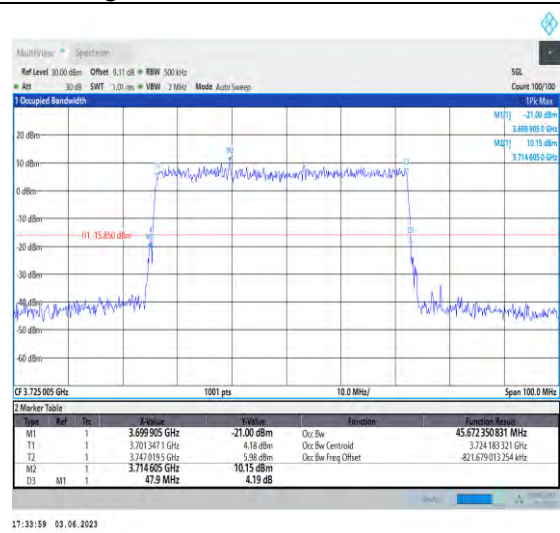 MultiView Spectrum
Ref Level 30.00 dBm Offset 9.11 dB RBW 500 kHz SGL
Att 30 dB SWT 1.01 ms VBW 2 MHz Mode Auto Sweep Count 100/100
1 Occupied Bandwidth 1Pk Max
M1[1] -21.00 dBm
3.699 905 0 GHz
M2[1] 10.15 dBm
3.714 605 0 GHz
20 dBm
10 dBm
0 dBm
-10 dBm
H1 -15.850 dBm
-20 dBm
-30 dBm
-40 dBm
-50 dBm
-60 dBm
M2
T1
T2
M1
D3
CF 3.725 005 GHz 1001 pts 10.0 MHz/ Span 100.0 MHz
2 Marker Table
Type Ref Trc X-Value Y-Value Function Function Result
M1 1 3.699 905 GHz -21.00 dBm Occ Bw 45.672 350 831 MHz
T1 1 3.701 347 1 GHz 4.18 dBm Occ Bw Centroid 3.724 183 321 GHz
T2 1 3.747 019 5 GHz 5.98 dBm Occ Bw Freq Offset -821.679 013 254 kHz
M2 1 3.714 605 GHz 10.15 dBm
D3 M1 1 47.9 MHz 4.19 dB
17:33:59 03.06.2023